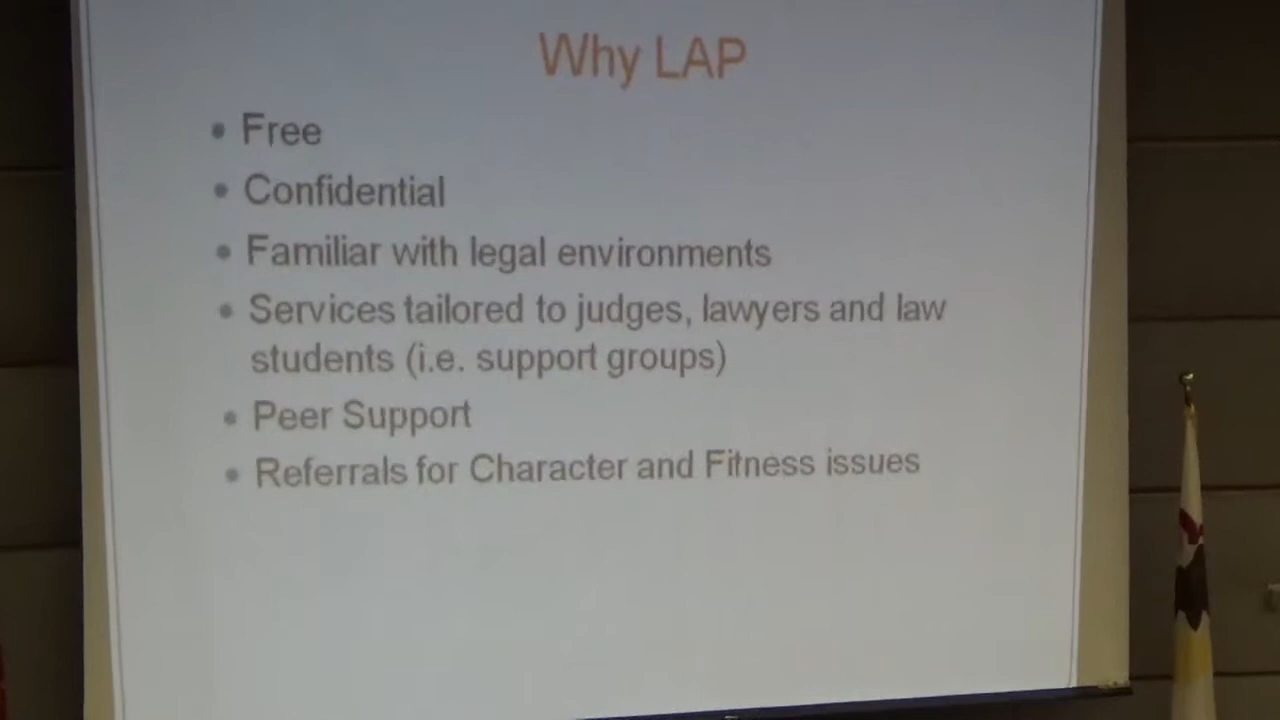 Why LAP
• Free
• Confidential
• Familiar with legal environments
• Services tailored to judges, lawyers and law
students (i.e. support groups)
• Peer Support
• Referrals for Character and Fitness issues